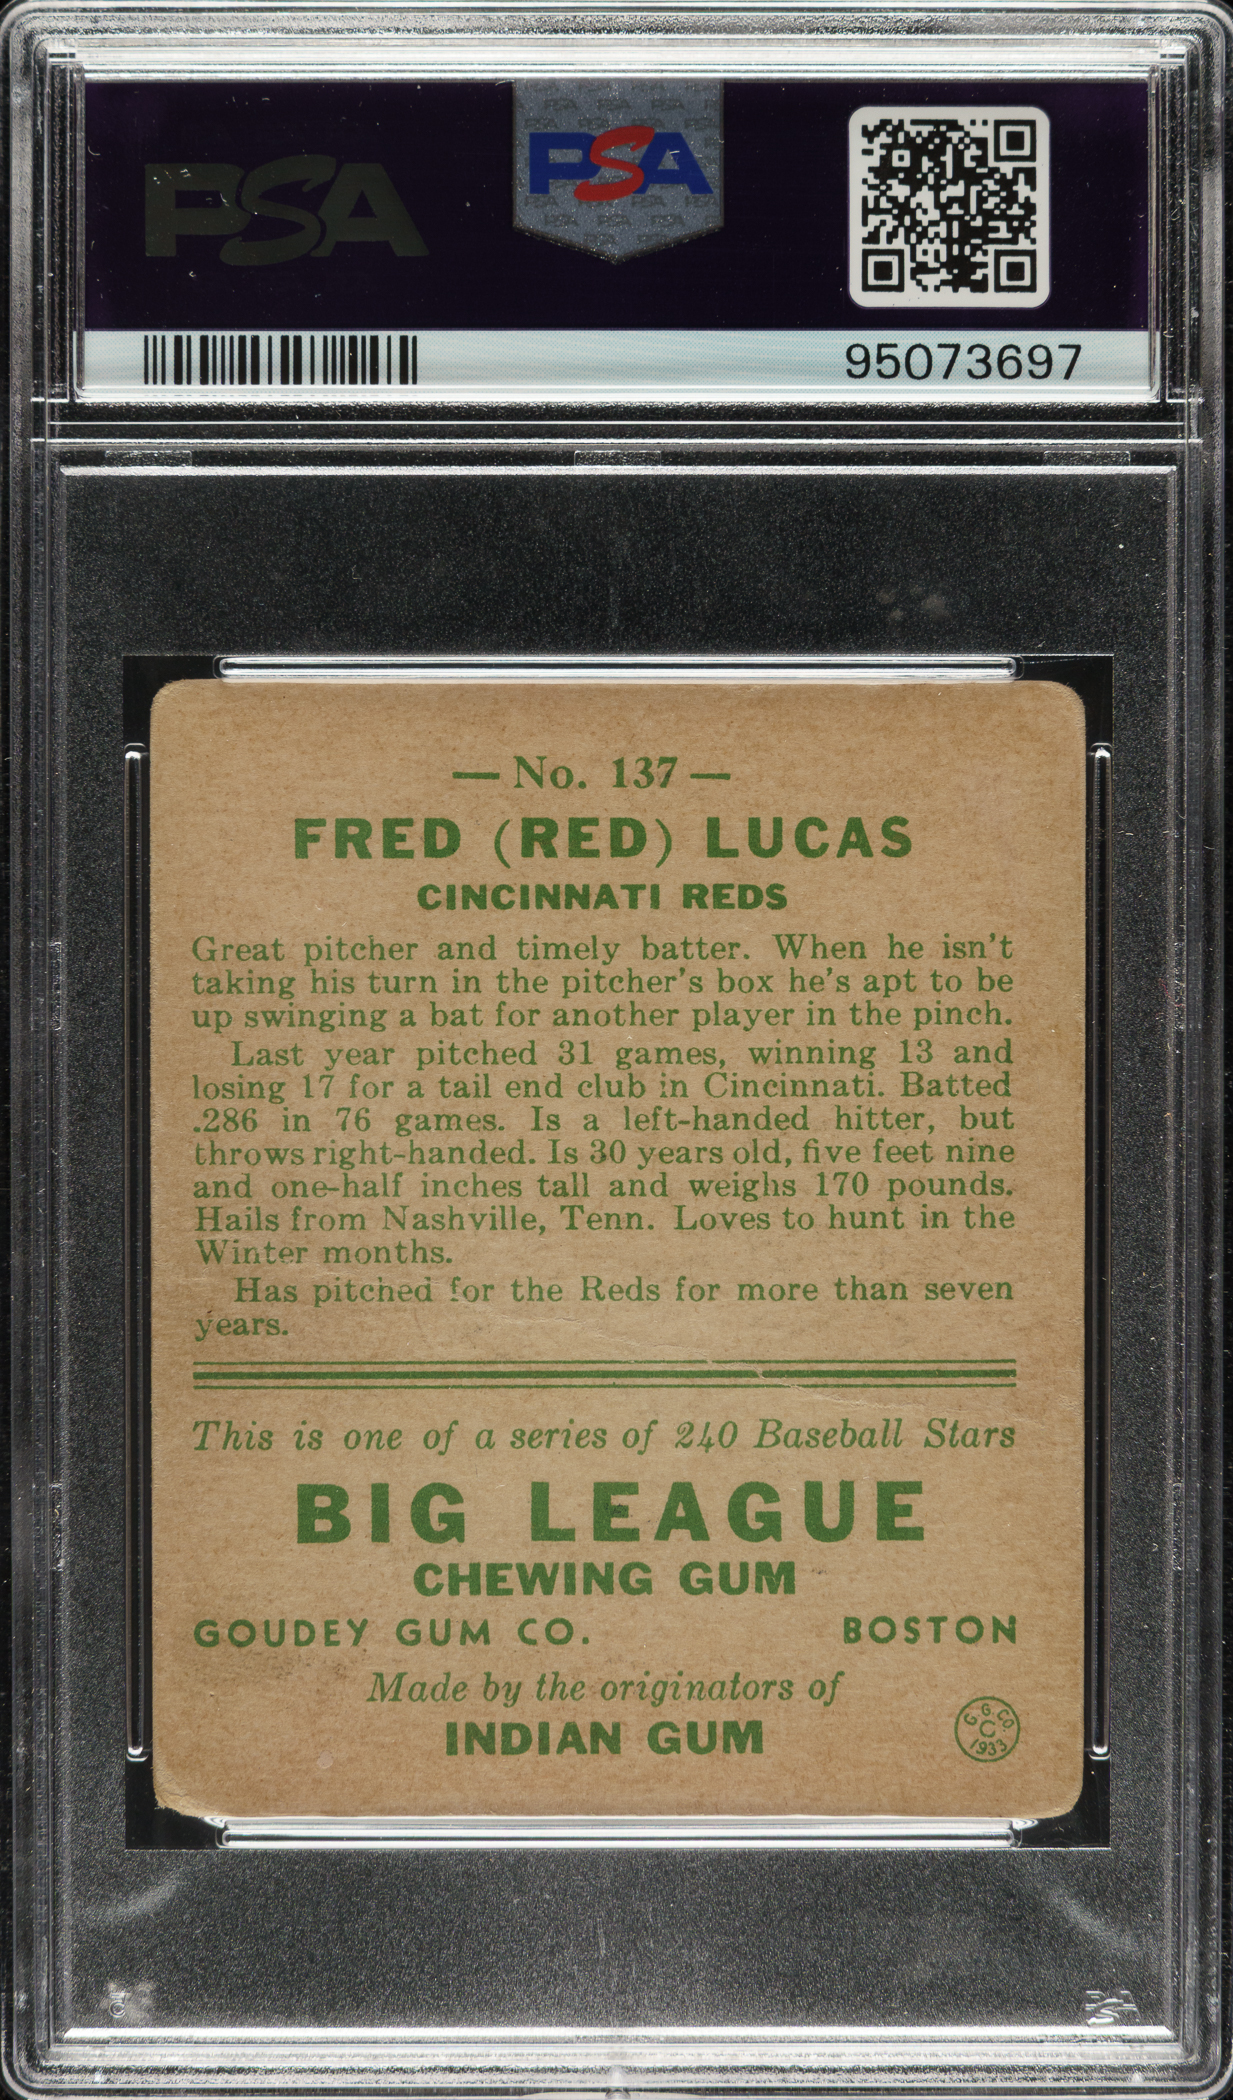 PSA
PSA
95073697
— No. 137 —
FRED (RED) LUCAS
CINCINNATI REDS
Great pitcher and timely batter. When he isn't
taking his turn in the pitcher's box he's apt to be
up swinging a bat for another player in the pinch.
Last year pitched 31 games, winning 13 and
losing 17 for a tail end club in Cincinnati. Batted
.286 in 76 games. Is a left-handed hitter, but
throws right-handed. Is 30 years old, five feet nine
and one-half inches tall and weighs 170 pounds.
Hails from Nashville, Tenn. Loves to hunt in the
Winter months.
Has pitched for the Reds for more than seven
years.
This is one of a series of 240 Baseball Stars
BIG LEAGUE
CHEWING GUM
GOUDEY GUM CO. BOSTON
Made by the originators of
INDIAN GUM
G. G. CO.
C
1933
PSA